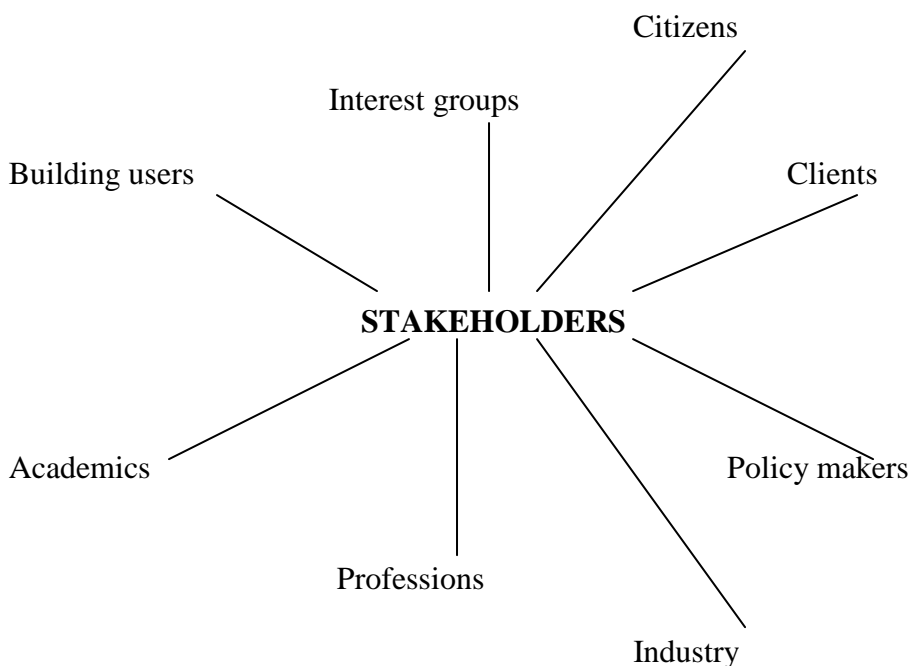 Citizens
Interest groups
Building users
Clients
STAKEHOLDERS
Academics
Policy makers
Professions
Industry